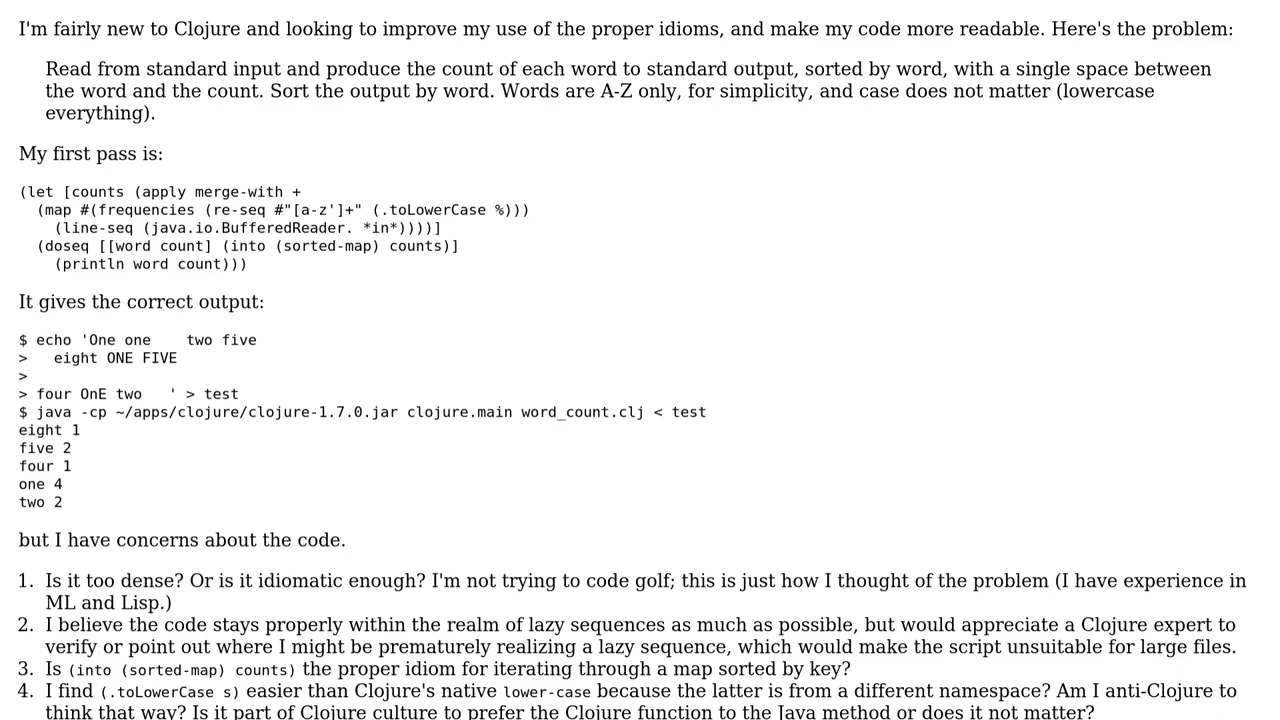 I'm fairly new to Clojure and looking to improve my use of the proper idioms, and make my code more readable. Here's the problem:
Read from standard input and produce the count of each word to standard output, sorted by word, with a single space between
the word and the count. Sort the output by word. Words are A-Z only, for simplicity, and case does not matter (lowercase
everything).
My first pass is:
(let [counts (apply merge-with +
  (map #(frequencies (re-seq #"[a-z']+" (.toLowerCase %)))
    (line-seq (java.io.BufferedReader. *in*))))]
  (doseq [[word count] (into (sorted-map) counts)]
    (println word count)))
It gives the correct output:
$ echo 'One one    two five
>   eight ONE FIVE
>
> four OnE two   ' > test
$ java -cp ~/apps/clojure/clojure-1.7.0.jar clojure.main word_count.clj < test
eight 1
five 2
four 1
one 4
two 2
but I have concerns about the code.
1. Is it too dense? Or is it idiomatic enough? I'm not trying to code golf; this is just how I thought of the problem (I have experience in
ML and Lisp.)
2. I believe the code stays properly within the realm of lazy sequences as much as possible, but would appreciate a Clojure expert to
verify or point out where I might be prematurely realizing a lazy sequence, which would make the script unsuitable for large files.
3. Is (into (sorted-map) counts) the proper idiom for iterating through a map sorted by key?
4. I find (.toLowerCase s) easier than Clojure's native lower-case because the latter is from a different namespace? Am I anti-Clojure to
think that way? Is it part of Clojure culture to prefer the Clojure function to the Java method or does it not matter?